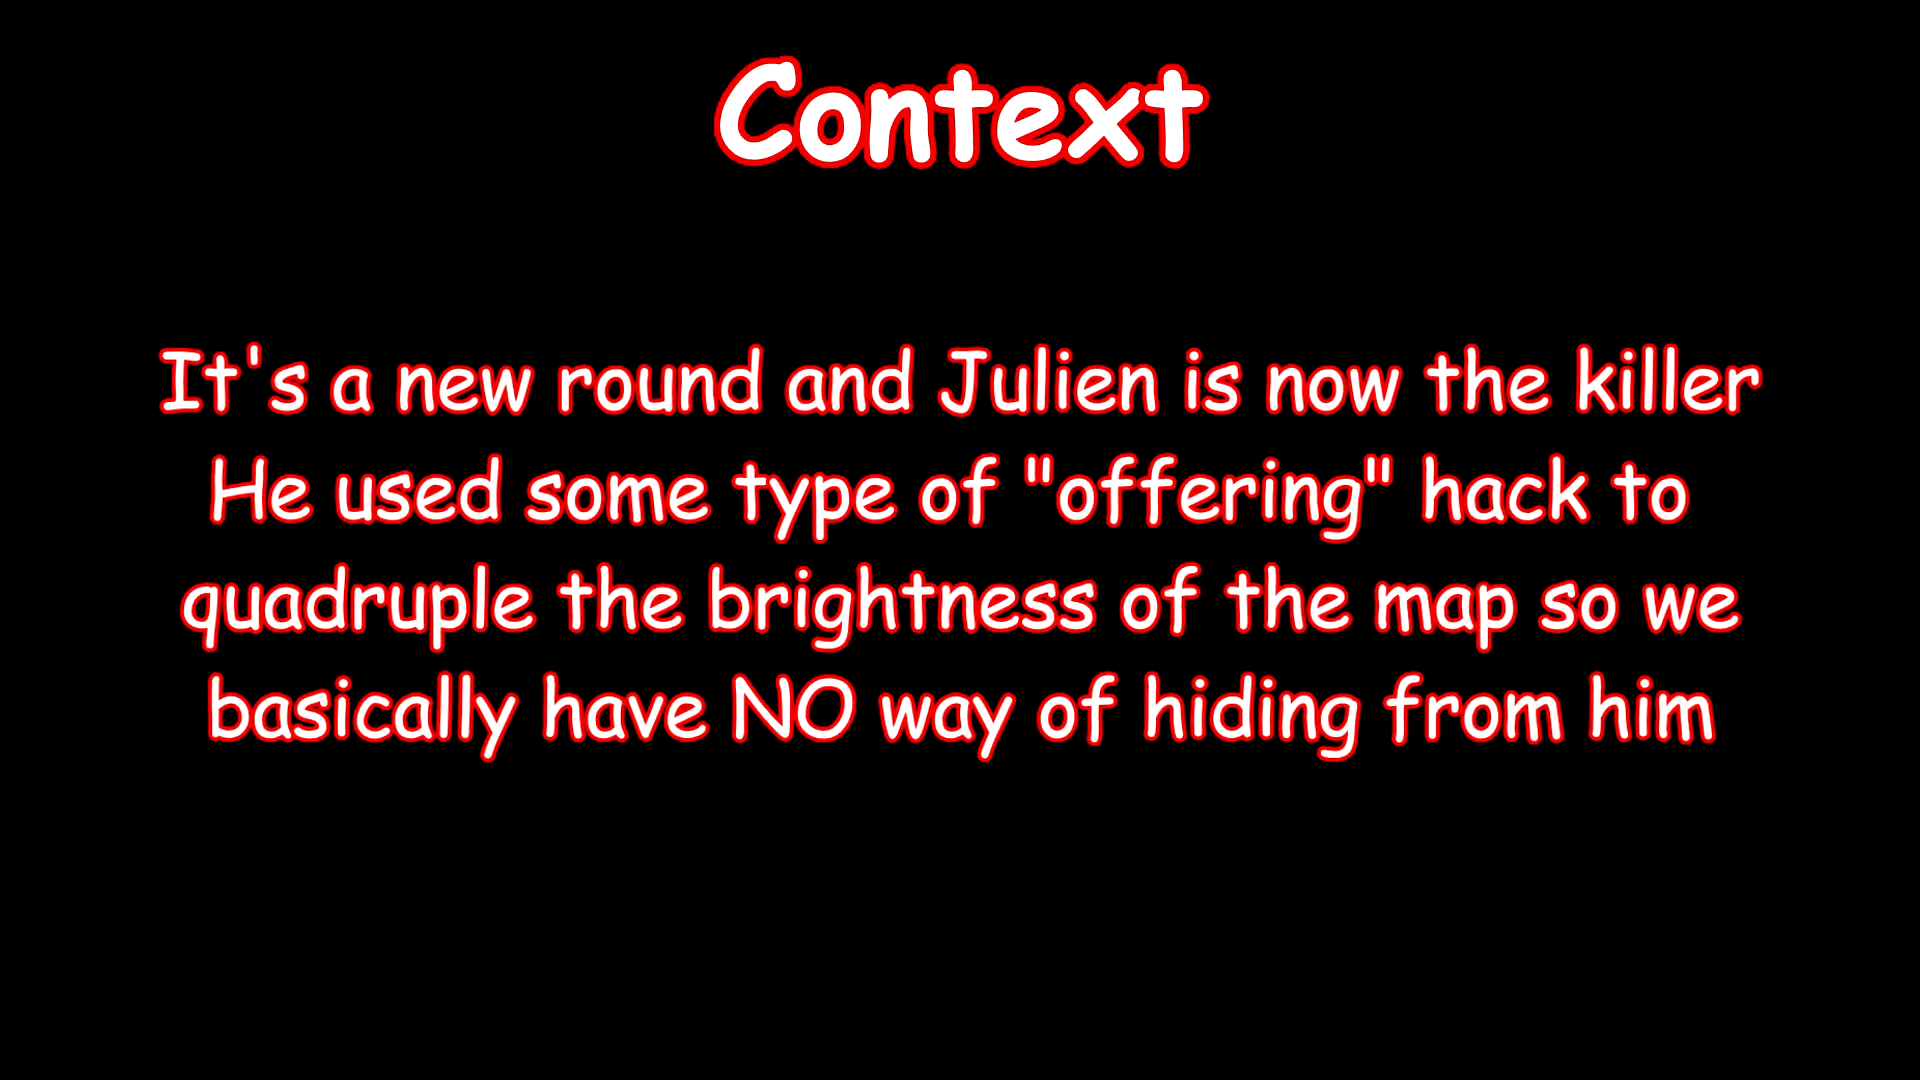 Context
It's a new round and Julien is now the killer
He used some type of "offering" hack to
quadruple the brightness of the map so we
basically have NO way of hiding from him